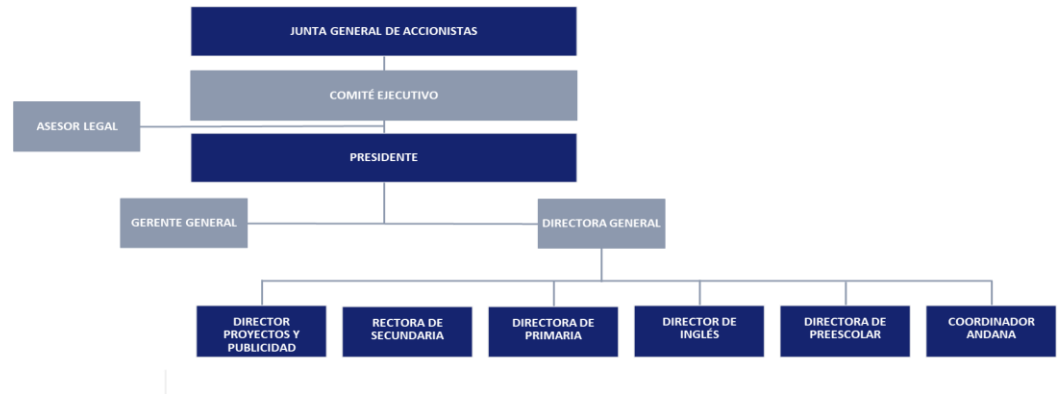 JUNTA GENERAL DE ACCIONISTAS
COMITÉ EJECUTIVO
ASESOR LEGAL
PRESIDENTE
GERENTE GENERAL
DIRECTORA GENERAL
DIRECTOR
PROYECTOS Y
PUBLICIDAD
RECTORA DE
SECUNDARIA
DIRECTORA DE
PRIMARIA
DIRECTOR DE
INGLÉS
DIRECTORA DE
PREESCOLAR
COORDINADOR
ANDANA